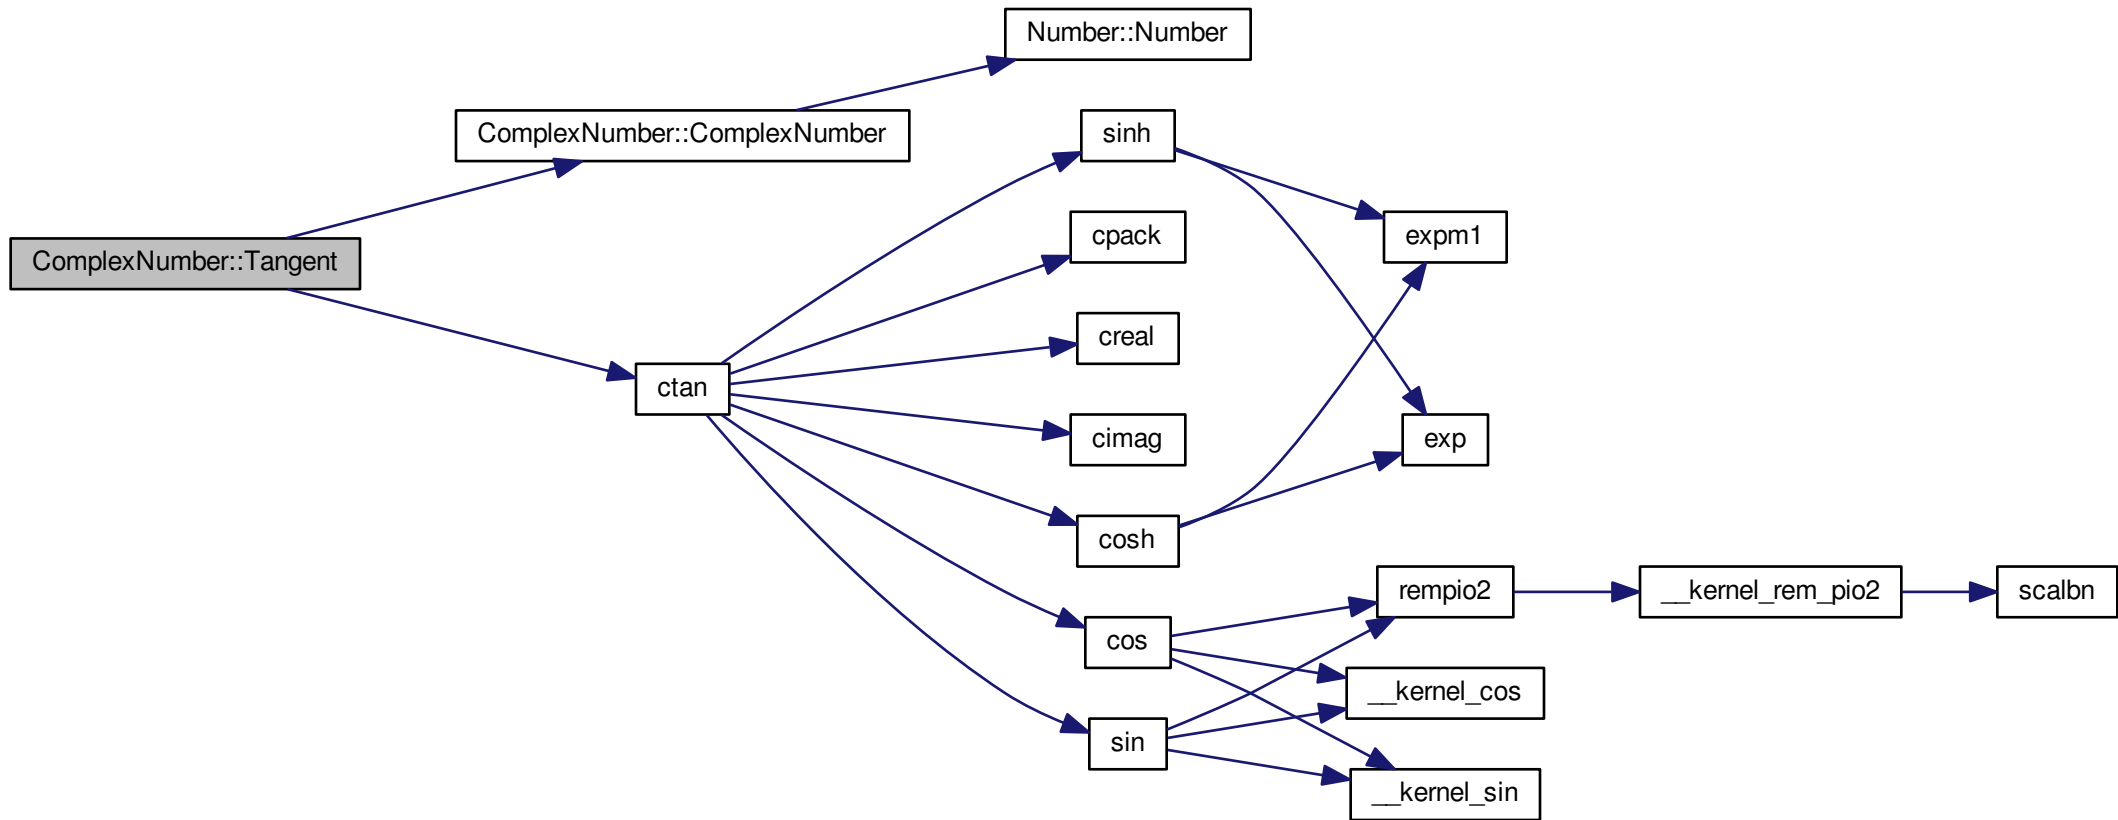 Number::Number
ComplexNumber::ComplexNumber
sinh
cpack
expm1
ComplexNumber::Tangent
creal
ctan
cimag
exp
cosh
rempio2
__kernel_rem_pio2
scalbn
cos
__kernel_cos
sin
__kernel_sin